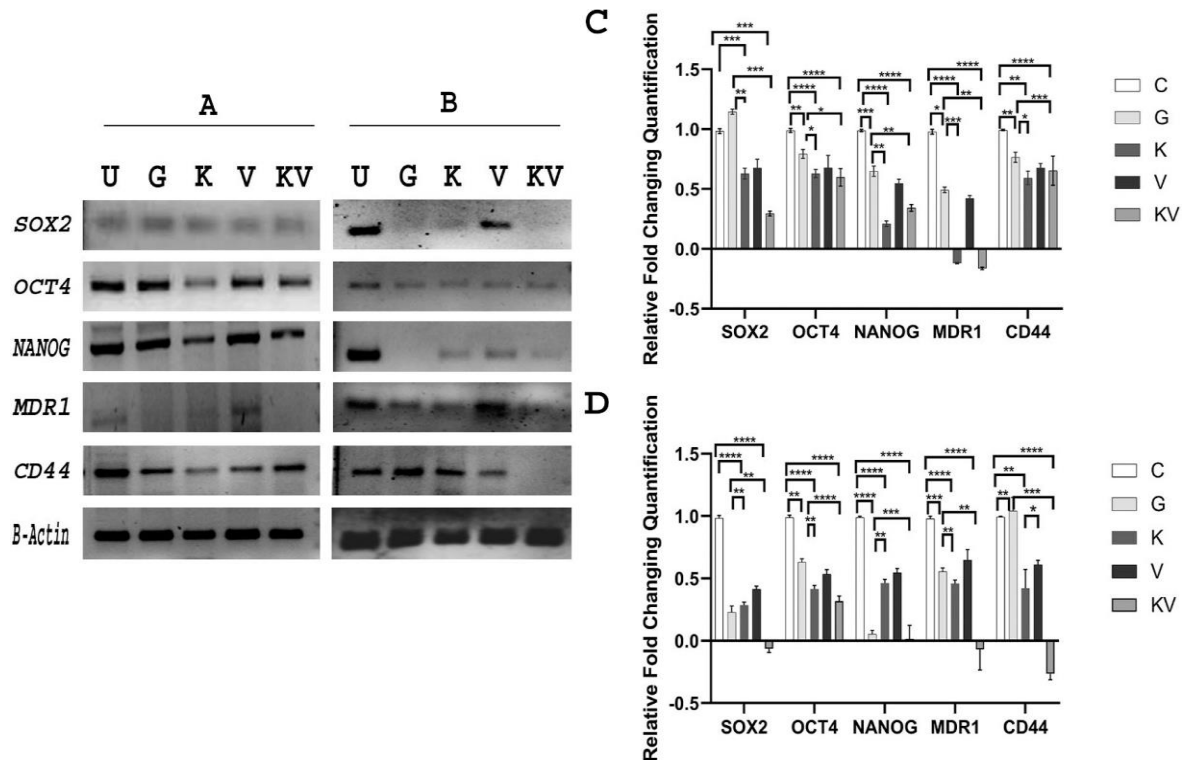 A B
U G K V KV U G K V KV
SOX2
OCT4
NANOG
MDR1
CD44
B-Actin
C
Relative Fold Changing Quantification
1.5
1.0
0.5
0.0
-0.5
*** *** *** **
**** **** ** * *
**** **** *** ** **
**** **** ** * ***
**** ** *** ** *
SOX2 OCT4 NANOG MDR1 CD44
C
G
K
V
KV
D
Relative Fold Changing Quantification
1.5
1.0
0.5
0.0
-0.5
**** **** ** **
**** **** ** **** **
**** **** **** *** **
**** **** *** ** **
**** ** ** *** *
SOX2 OCT4 NANOG MDR1 CD44
C
G
K
V
KV